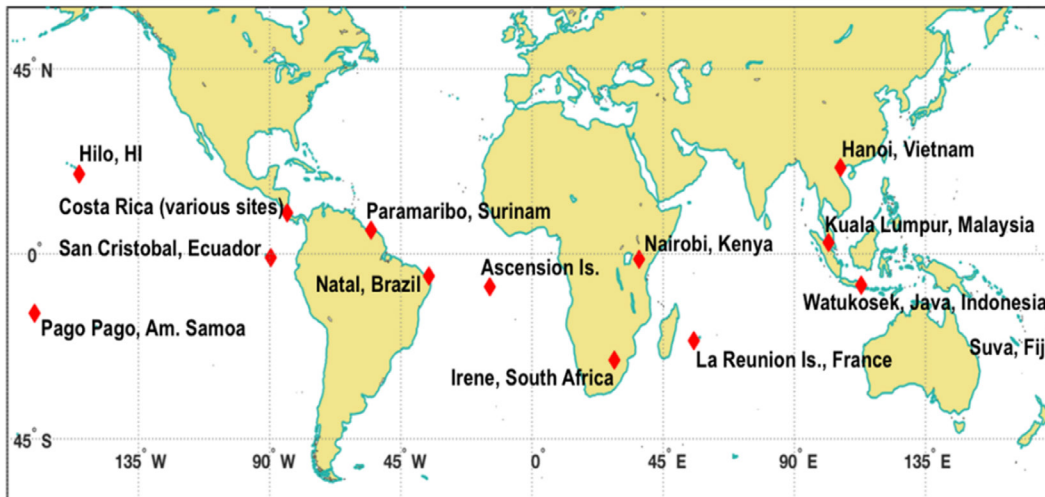 45° N
Hilo, HI
Hanoi, Vietnam
Costa Rica (various sites)
Paramaribo, Surinam
Kuala Lumpur, Malaysia
San Cristobal, Ecuador
Nairobi, Kenya
0°
Ascension Is.
Natal, Brazil
Watukosek, Java, Indonesia
Pago Pago, Am. Samoa
Suva, Fij
La Reunion Is., France
Irene, South Africa
45° S
135° W
90° W
45° W
0°
45° E
90° E
135° E